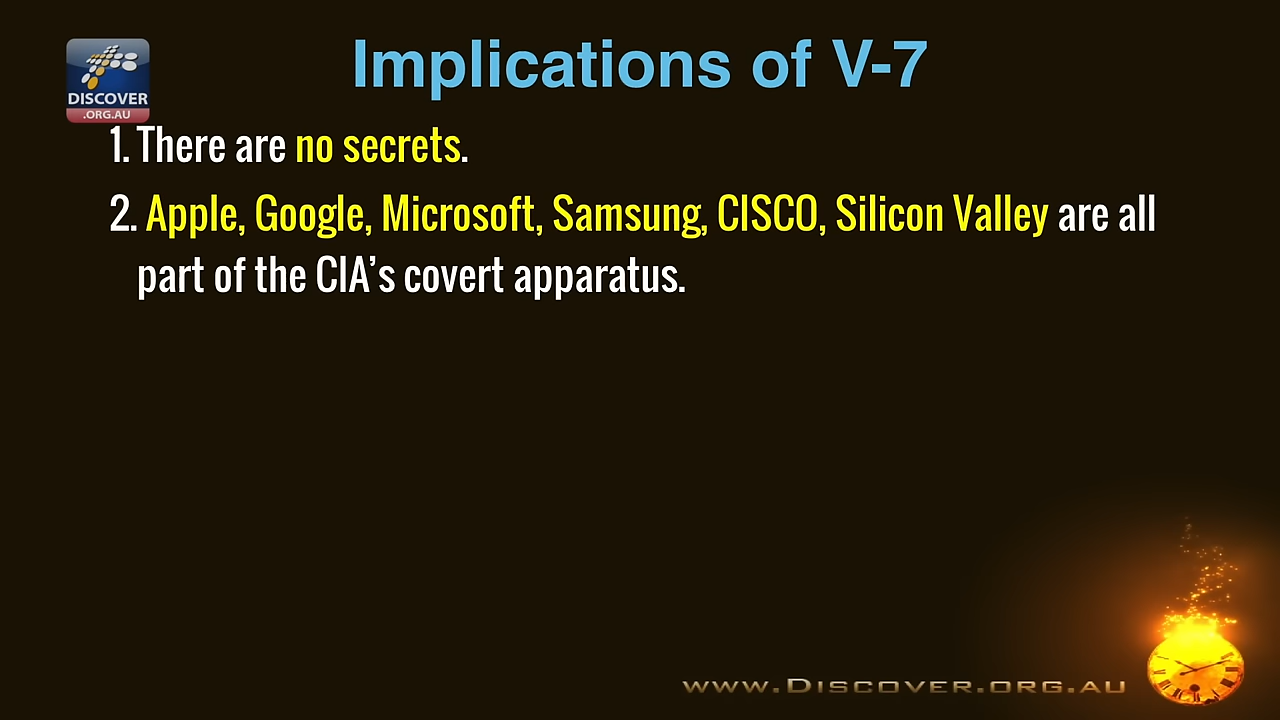 Implications of V-7
DISCOVER
.ORG.AU
1. There are no secrets.
2. Apple, Google, Microsoft, Samsung, CISCO, Silicon Valley are all
part of the CIA’s covert apparatus.
www.Discover.org.au